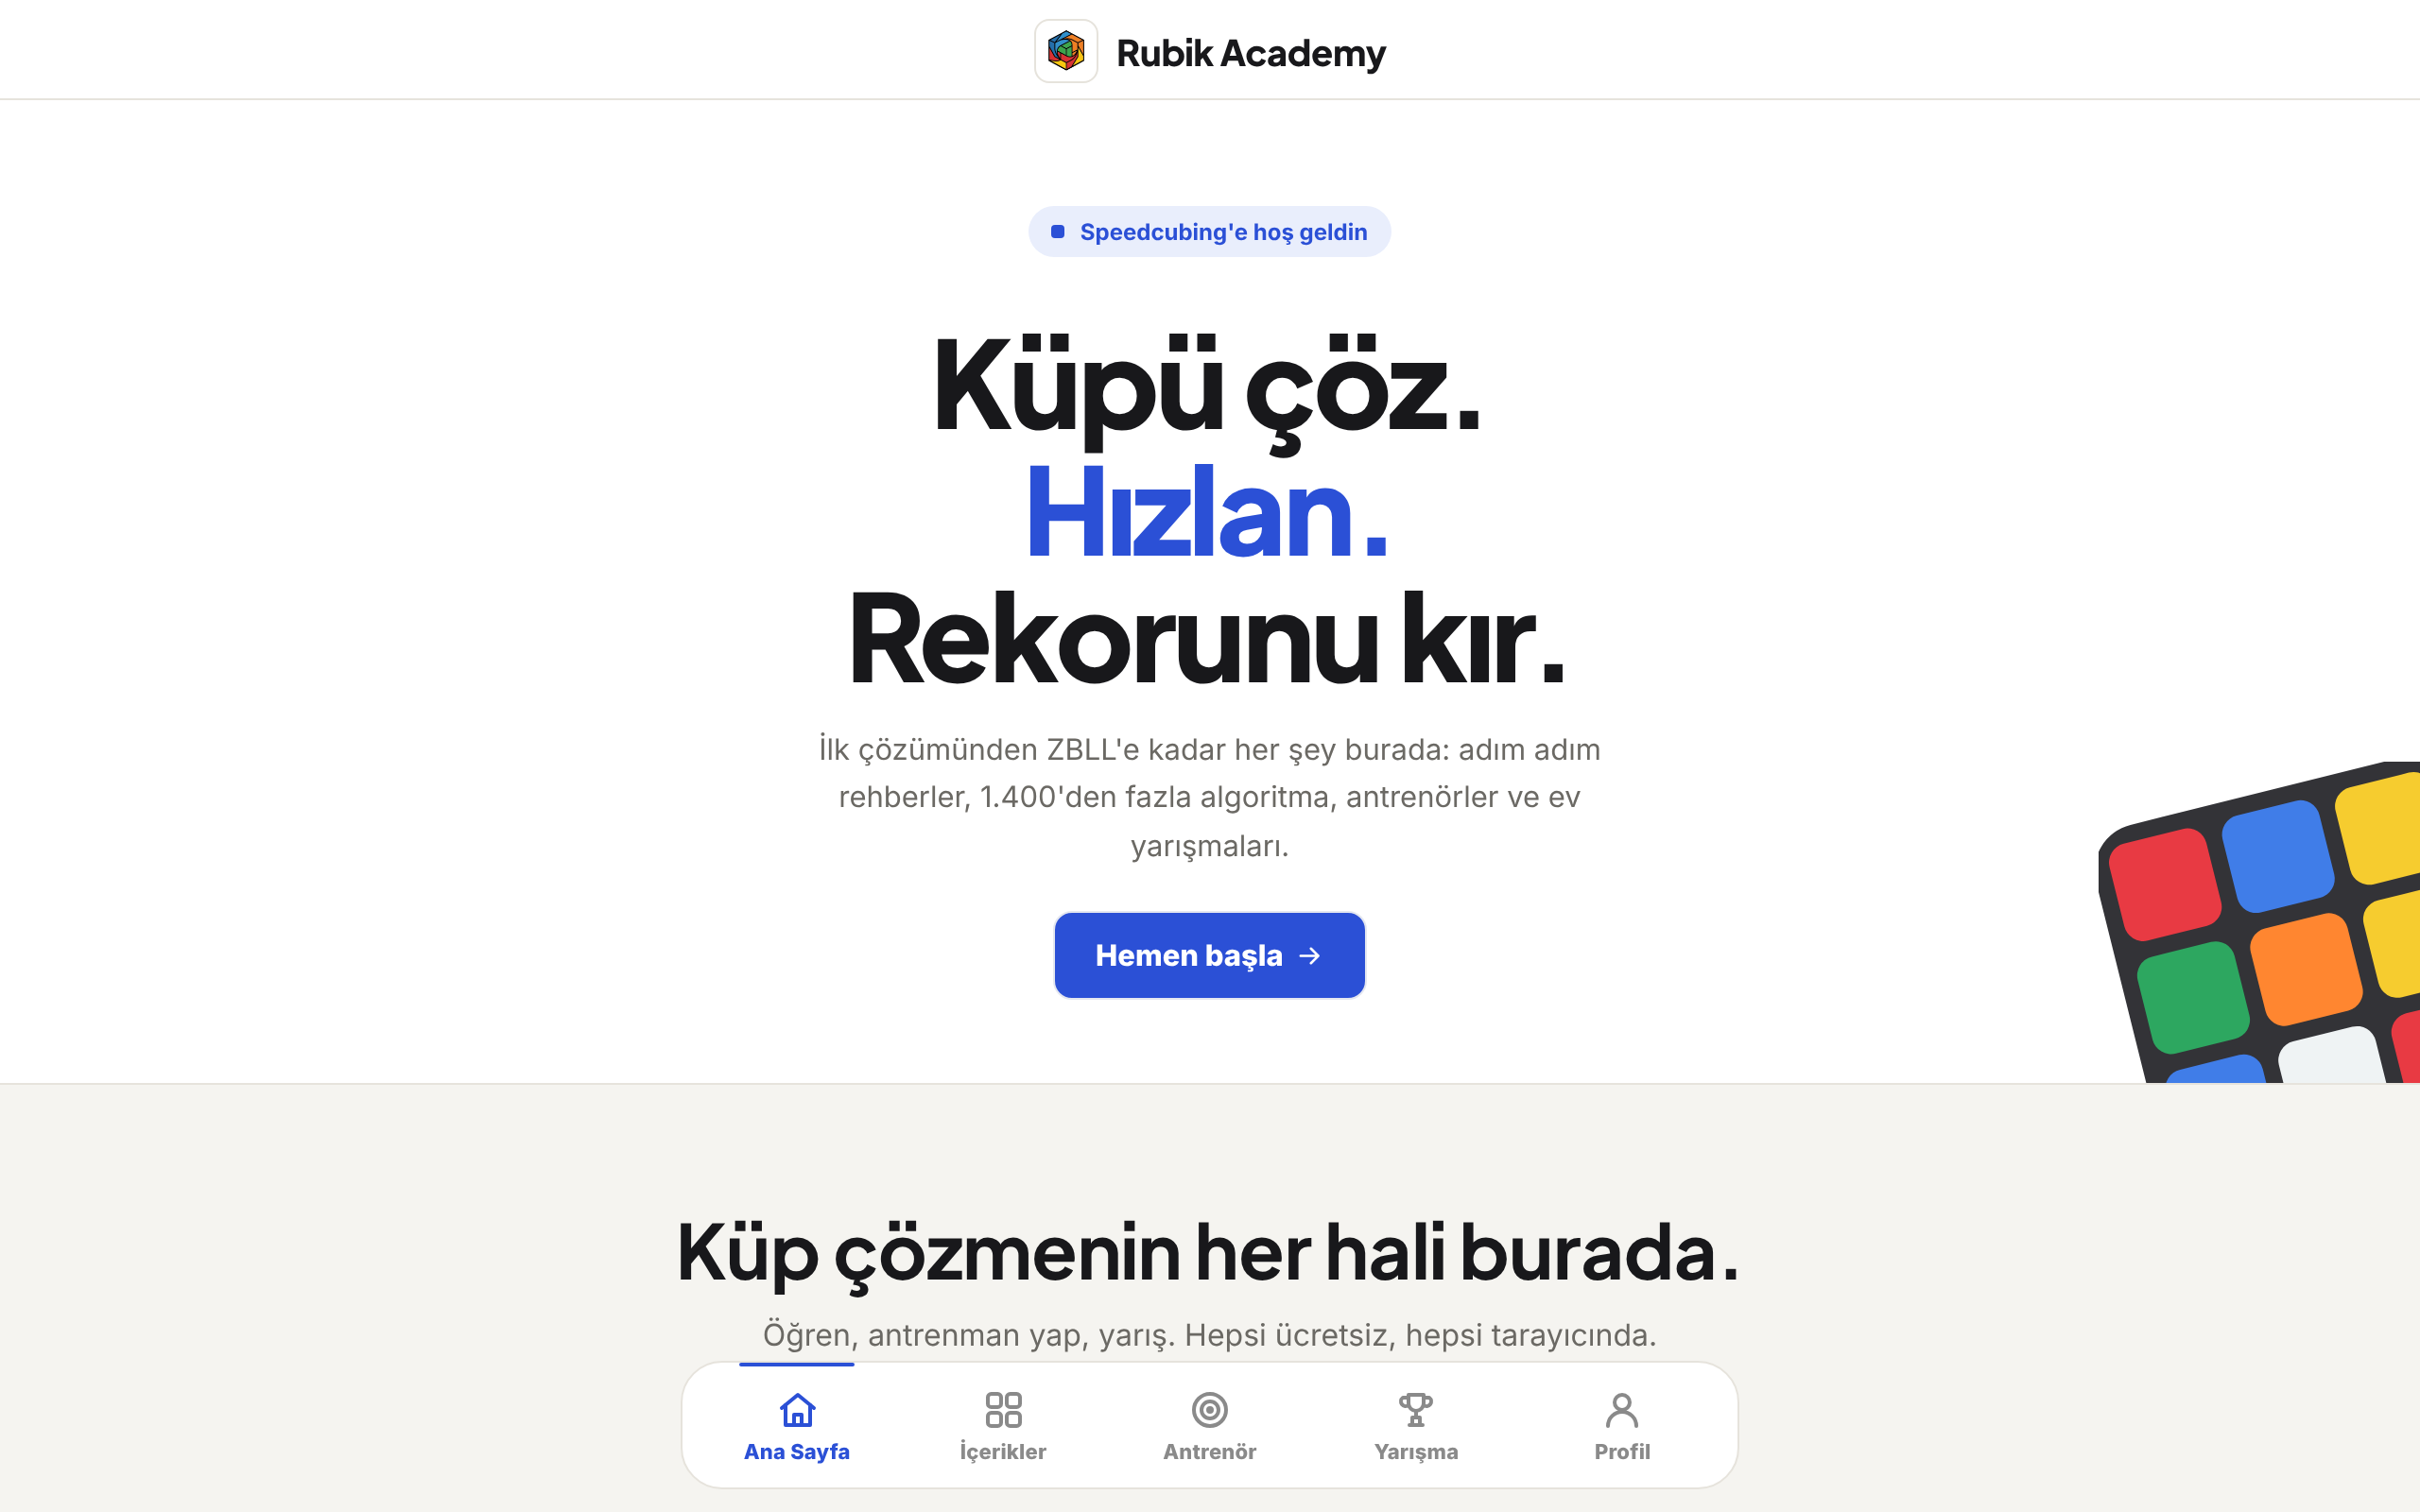 Rubik Academy
Speedcubing'e hoş geldin
Küpü çöz.
Hızlan.
Rekorunu kır.
İlk çözümünden ZBLL'e kadar her şey burada: adım adım
rehberler, 1.400'den fazla algoritma, antrenörler ve ev
yarışmaları.
Hemen başla →
Küp çözmenin her hali burada.
Öğren, antrenman yap, yarış. Hepsi ücretsiz, hepsi tarayıcında.
Ana Sayfa
İçerikler
Antrenör
Yarışma
Profil